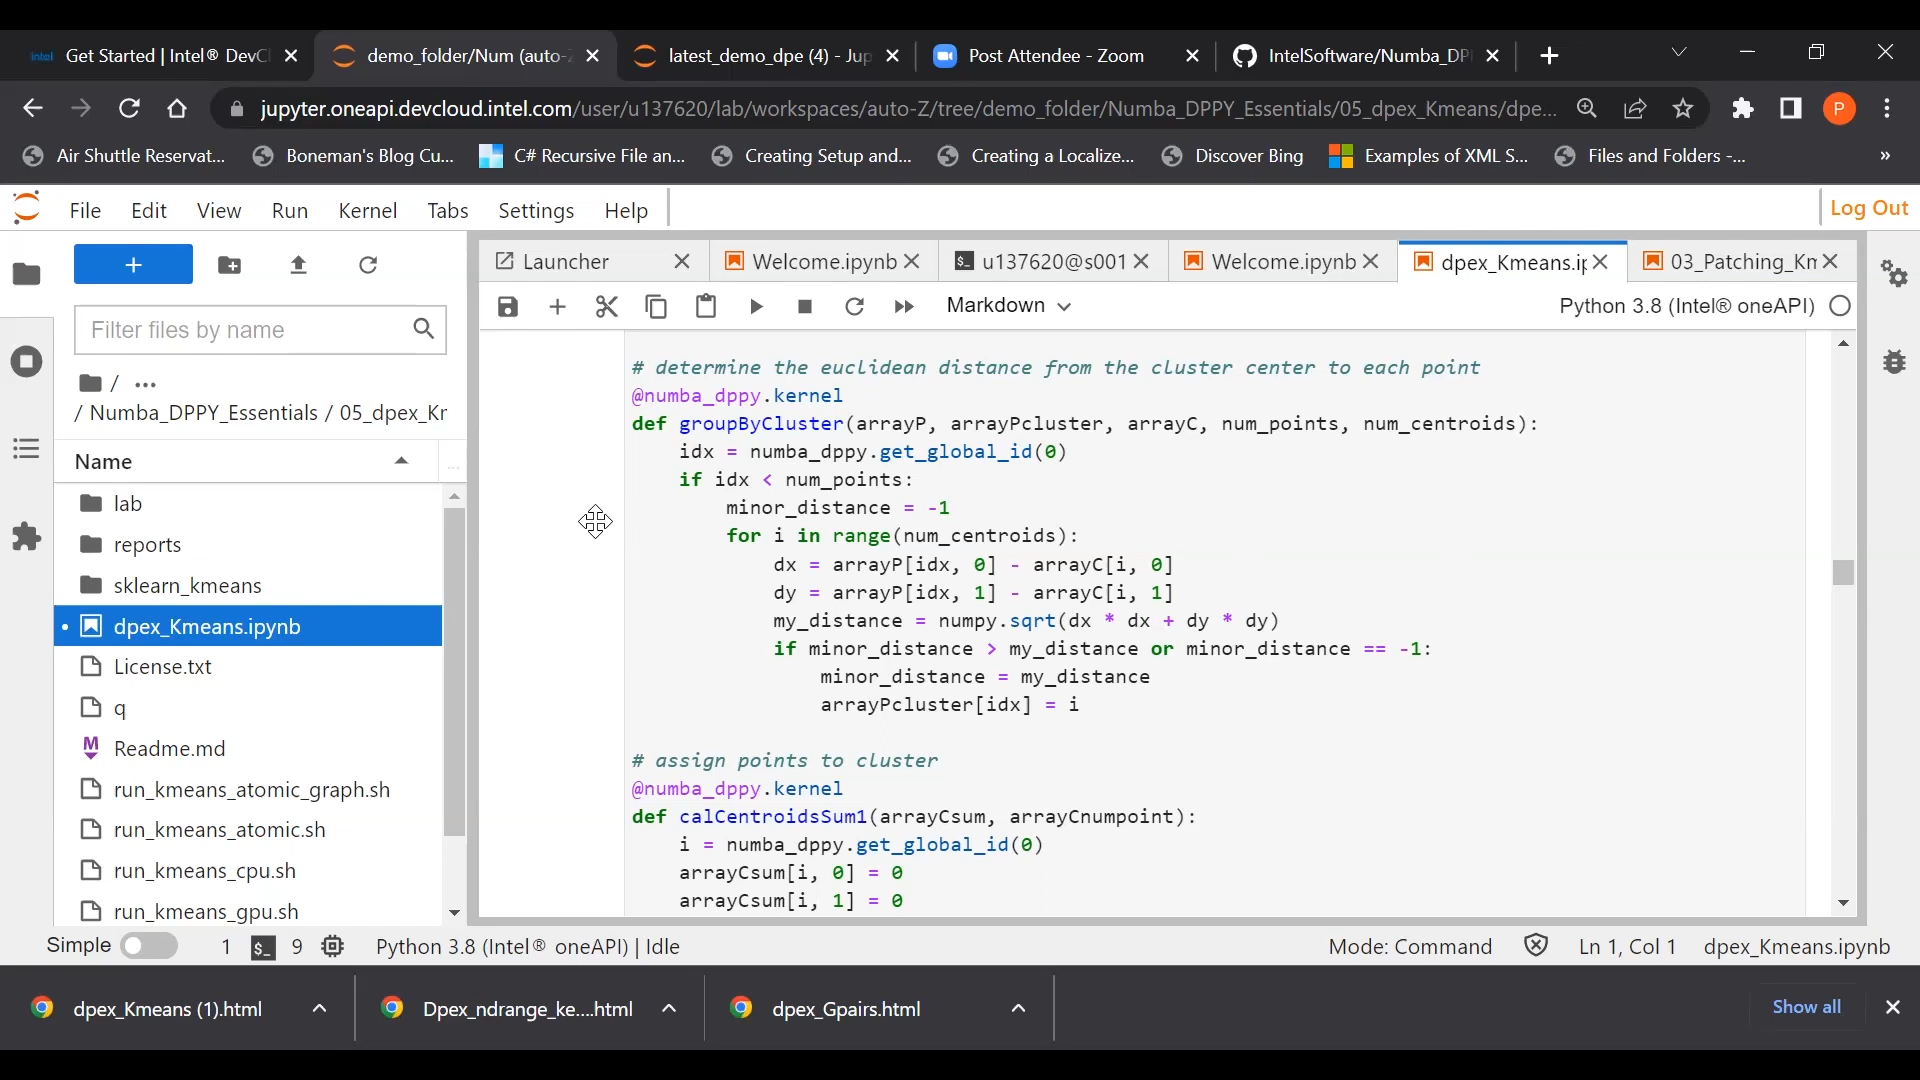 intel Get Started | Intel® DevCl
demo_folder/Num (auto-Z
latest_demo_dpe (4) - Jup
Post Attendee - Zoom
IntelSoftware/Numba_DP
jupyter.oneapi.devcloud.intel.com/user/u137620/lab/workspaces/auto-Z/tree/demo_folder/Numba_DPPY_Essentials/05_dpex_Kmeans/dpe...
P
Air Shuttle Reservat...
Boneman's Blog Cu...
C# Recursive File an...
Creating Setup and...
Creating a Localize...
Discover Bing
Examples of XML S...
Files and Folders -...
»
File Edit View Run Kernel Tabs Settings Help
Log Out
Launcher
Welcome.ipynb
u137620@s001
Welcome.ipynb
dpex_Kmeans.ip
03_Patching_Km
Markdown
Python 3.8 (Intel® oneAPI)
Filter files by name
/ ...
/ Numba_DPPY_Essentials / 05_dpex_Kr
Name
lab
reports
sklearn_kmeans
dpex_Kmeans.ipynb
License.txt
q
Readme.md
run_kmeans_atomic_graph.sh
run_kmeans_atomic.sh
run_kmeans_cpu.sh
run_kmeans_gpu.sh
# determine the euclidean distance from the cluster center to each point
@numba_dppy.kernel
def groupByCluster(arrayP, arrayPcluster, arrayC, num_points, num_centroids):
idx = numba_dppy.get_global_id(0)
if idx < num_points:
minor_distance = -1
for i in range(num_centroids):
dx = arrayP[idx, 0] - arrayC[i, 0]
dy = arrayP[idx, 1] - arrayC[i, 1]
my_distance = numpy.sqrt(dx * dx + dy * dy)
if minor_distance > my_distance or minor_distance == -1:
minor_distance = my_distance
arrayPcluster[idx] = i
# assign points to cluster
@numba_dppy.kernel
def calCentroidsSum1(arrayCsum, arrayCnumpoint):
i = numba_dppy.get_global_id(0)
arrayCsum[i, 0] = 0
arrayCsum[i, 1] = 0
Simple 1 $_ 9 Python 3.8 (Intel® oneAPI) | Idle
Mode: Command Ln 1, Col 1 dpex_Kmeans.ipynb
dpex_Kmeans (1).html
Dpex_ndrange_ke....html
dpex_Gpairs.html
Show all